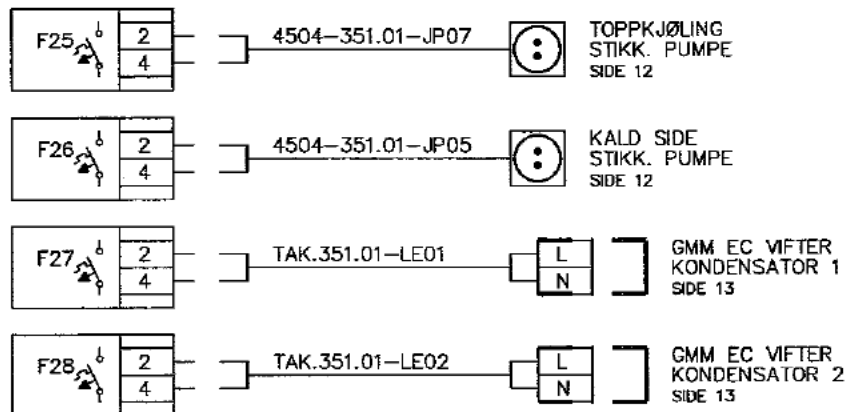 F25
2
4
4504-351.01-JP07
TOPPKJØLING
STIKK. PUMPE
SIDE 12
F26
2
4
4504-351.01-JP05
KALD SIDE
STIKK. PUMPE
SIDE 12
F27
2
4
TAK.351.01-LE01
L
N
GMM EC VIFTER
KONDENSATOR 1
SIDE 13
F28
2
4
TAK.351.01-LE02
L
N
GMM EC VIFTER
KONDENSATOR 2
SIDE 13